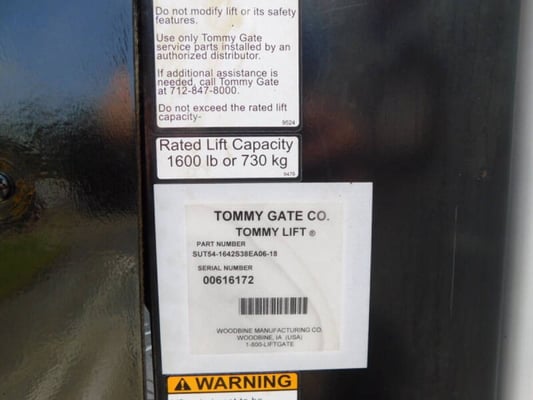 Do not modify lift or its safety
features.
Use only Tommy Gate
service parts installed by an
authorized distributor.
If additional assistance is
needed, call Tommy Gate
at 712-847-8000.
Do not exceed the rated lift
capacity-
9524
Rated Lift Capacity
1600 lb or 730 kg
9476
TOMMY GATE CO.
TOMMY LIFT ®
PART NUMBER
SUT54-1642S38EA06-18
SERIAL NUMBER
00616172
WOODBINE MANUFACTURING CO.
WOODBINE, IA (USA)
1-800-LIFTGATE
WARNING